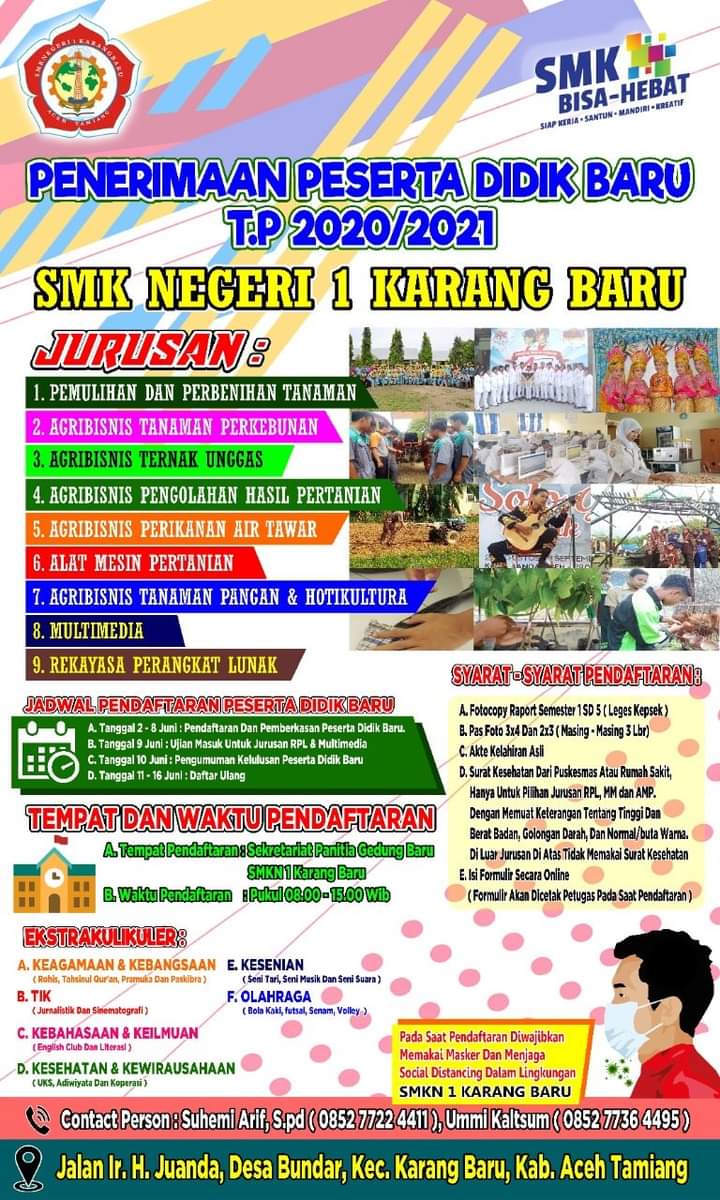 SMK NEGERI 1 KARANG BARU
ACEH TAMIANG
SMK
BISA-HEBAT
SIAP KERJA • SANTUN • MANDIRI • KREATIF
PENERIMAAN PESERTA DIDIK BARU
T.P 2020/2021
SMK NEGERI 1 KARANG BARU
JURUSAN :
1. PEMULIHAN DAN PERBENIHAN TANAMAN
2. AGRIBISNIS TANAMAN PERKEBUNAN
3. AGRIBISNIS TERNAK UNGGAS
4. AGRIBISNIS PENGOLAHAN HASIL PERTANIAN
5. AGRIBISNIS PERIKANAN AIR TAWAR
6. ALAT MESIN PERTANIAN
7. AGRIBISNIS TANAMAN PANGAN & HOTIKULTURA
8. MULTIMEDIA
9. REKAYASA PERANGKAT LUNAK
JADWAL PENDAFTARAN PESERTA DIDIK BARU
A. Tanggal 2 - 8 Juni : Pendaftaran Dan Pemberkasan Peserta Didik Baru.
B. Tanggal 9 Juni : Ujian Masuk Untuk Jurusan RPL & Multimedia
C. Tanggal 10 Juni : Pengumuman Kelulusan Peserta Didik Baru
D. Tanggal 11 - 16 Juni : Daftar Ulang
TEMPAT DAN WAKTU PENDAFTARAN
A. Tempat Pendaftaran : Sekretariat Panitia Gedung Baru
SMKN 1 Karang Baru
B. Waktu Pendaftaran : Pukul 08.00 - 15.00 Wib
SYARAT - SYARAT PENDAFTARAN :
A. Fotocopy Raport Semester 1 SD 5 ( Leges Kepsek )
B. Pas Foto 3x4 Dan 2x3 ( Masing - Masing 3 Lbr)
C. Akte Kelahiran Asli
D. Surat Kesehatan Dari Puskesmas Atau Rumah Sakit,
Hanya Untuk Pilihan Jurusan RPL, MM dan AMP.
Dengan Memuat Keterangan Tentang Tinggi Dan
Berat Badan, Golongan Darah, Dan Normal/buta Warna.
Di Luar Jurusan Di Atas Tidak Memakai Surat Kesehatan
E. Isi Formulir Secara Online
( Formulir Akan Dicetak Petugas Pada Saat Pendaftaran )
EKSTRAKULIKULER :
A. KEAGAMAAN & KEBANGSAAN
( Rohis, Tahsinul Qur'an, Pramuka Dan Paskibra )
B. TIK
( Jurnalistik Dan Sinematografi )
C. KEBAHASAAN & KEILMUAN
( English Club Dan Literasi )
D. KESEHATAN & KEWIRAUSAHAAN
( UKS, Adiwiyata Dan Koperasi )
E. KESENIAN
( Seni Tari, Seni Musik Dan Seni Suara )
F. OLAHRAGA
( Bola Kaki, futsal, Senam, Volley )
Pada Saat Pendaftaran Diwajibkan
Memakai Masker Dan Menjaga
Social Distancing Dalam Lingkungan
SMKN 1 KARANG BARU
Contact Person : Suhemi Arif, S.pd ( 0852 7722 4411 ), Ummi Kaltsum ( 0852 7736 4495 )
Jalan Ir. H. Juanda, Desa Bundar, Kec. Karang Baru, Kab. Aceh Tamiang